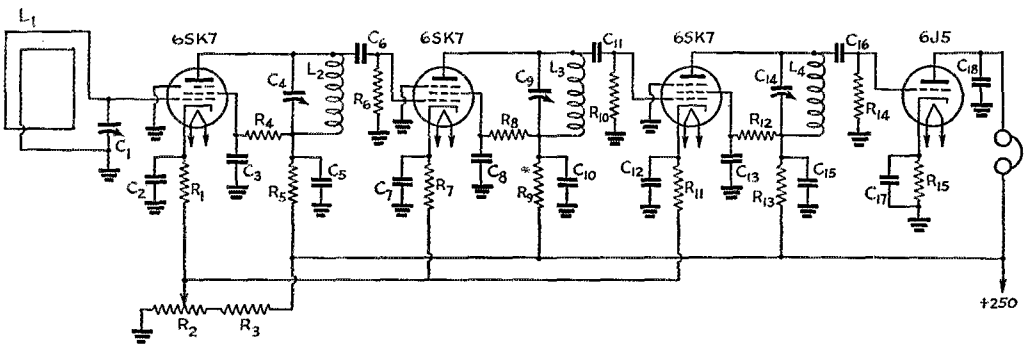 L1
6SK7
C6
6SK7
C11
6SK7
C16
6J5
C4
L2
R6
C9
L3
R10
C14
L4
R14
C18
C1
R4
R8
R12
C2
R1
C3
R5
C5
C7
R7
C8
*
R9
C10
C12
R11
C13
R13
C15
C17
R15
R2
R3
+250